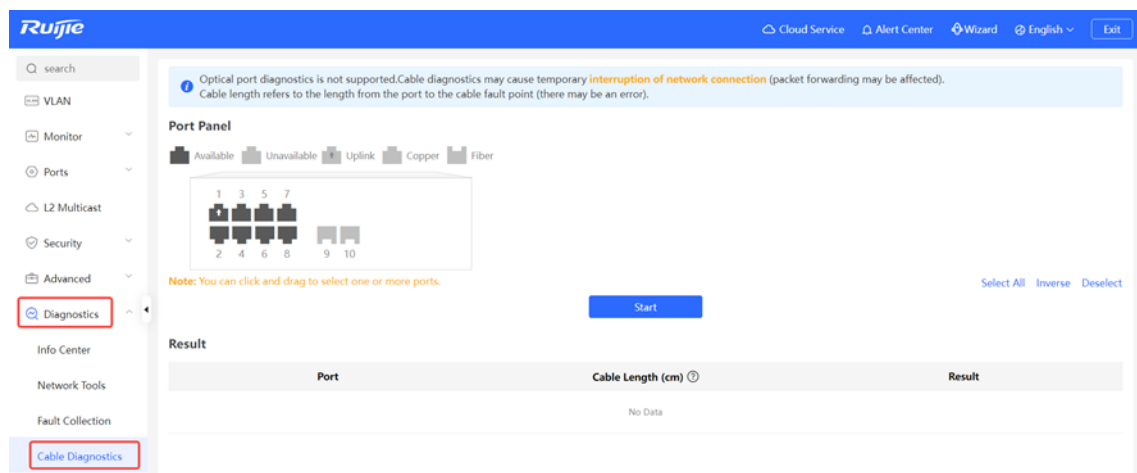 Ruijie
Cloud Service Alert Center Wizard English Exit
search
VLAN
Monitor
Ports
L2 Multicast
Security
Advanced
Diagnostics
Info Center
Network Tools
Fault Collection
Cable Diagnostics
Optical port diagnostics is not supported.Cable diagnostics may cause temporary interruption of network connection (packet forwarding may be affected).
Cable length refers to the length from the port to the cable fault point (there may be an error).
Port Panel
Available Unavailable Uplink Copper Fiber
1 3 5 7
2 4 6 8 9 10
Note: You can click and drag to select one or more ports.
Select All Inverse Deselect
Start
Result
Port Cable Length (cm) Result
No Data